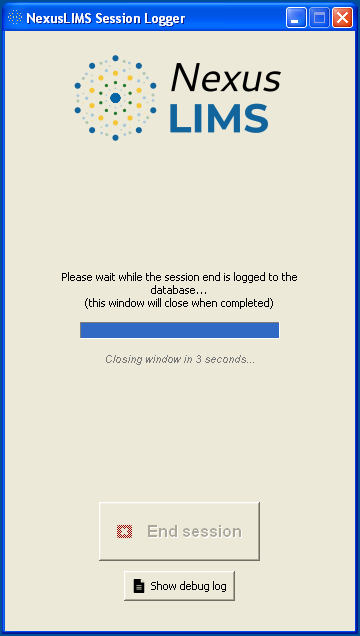 NexusLIMS Session Logger
Nexus
LIMS
Please wait while the session end is logged to the
database...
(this window will close when completed)
Closing window in 3 seconds...
End session
Show debug log